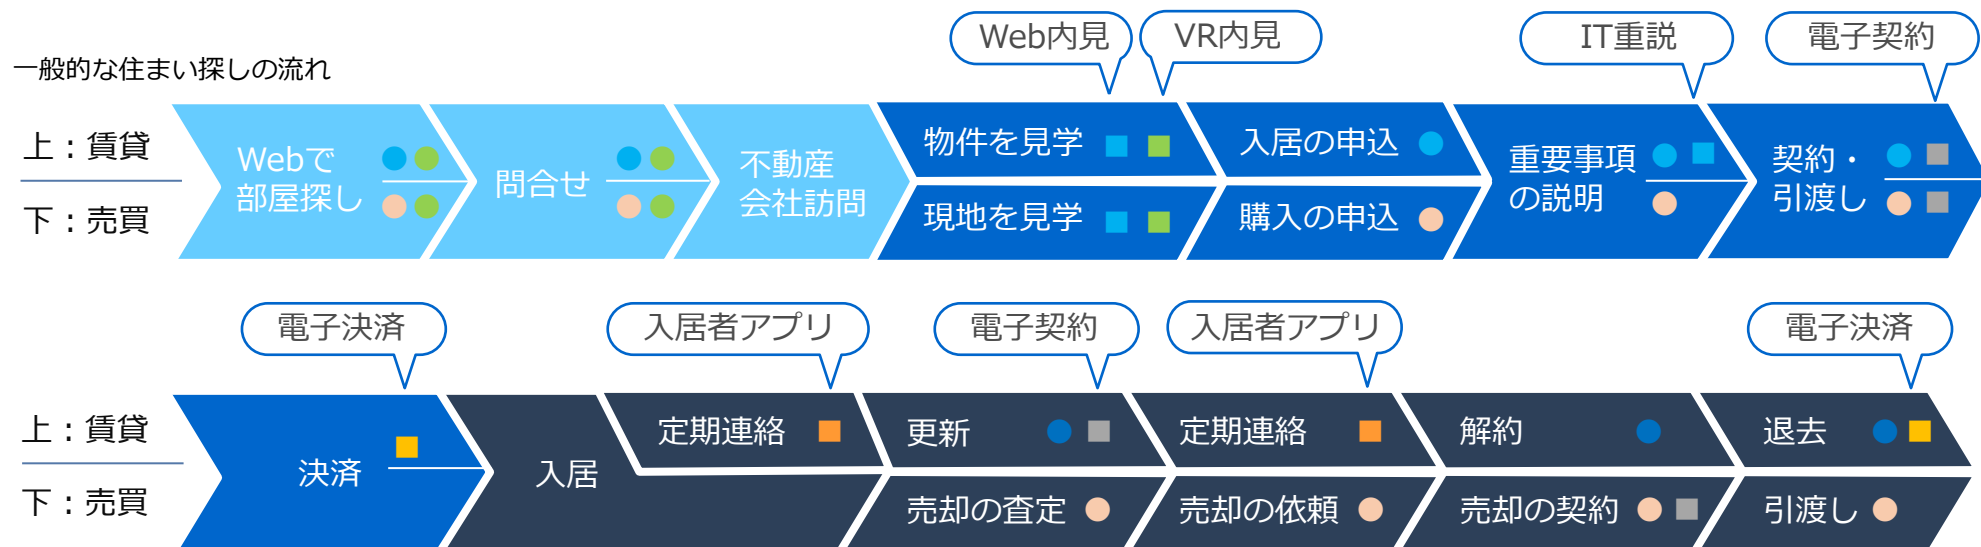 Web内見
VR内見
IT重説
電子契約
一般的な住まい探しの流れ
上：賃貸
下：売買
Webで
部屋探し
問合せ
不動産
会社訪問
物件を見学
現地を見学
入居の申込
購入の申込
重要事項
の説明
契約・
引渡し
電子決済
入居者アプリ
電子契約
入居者アプリ
電子決済
上：賃貸
下：売買
決済
入居
定期連絡
更新
定期連絡
解約
退去
売却の査定
売却の依頼
売却の契約
引渡し